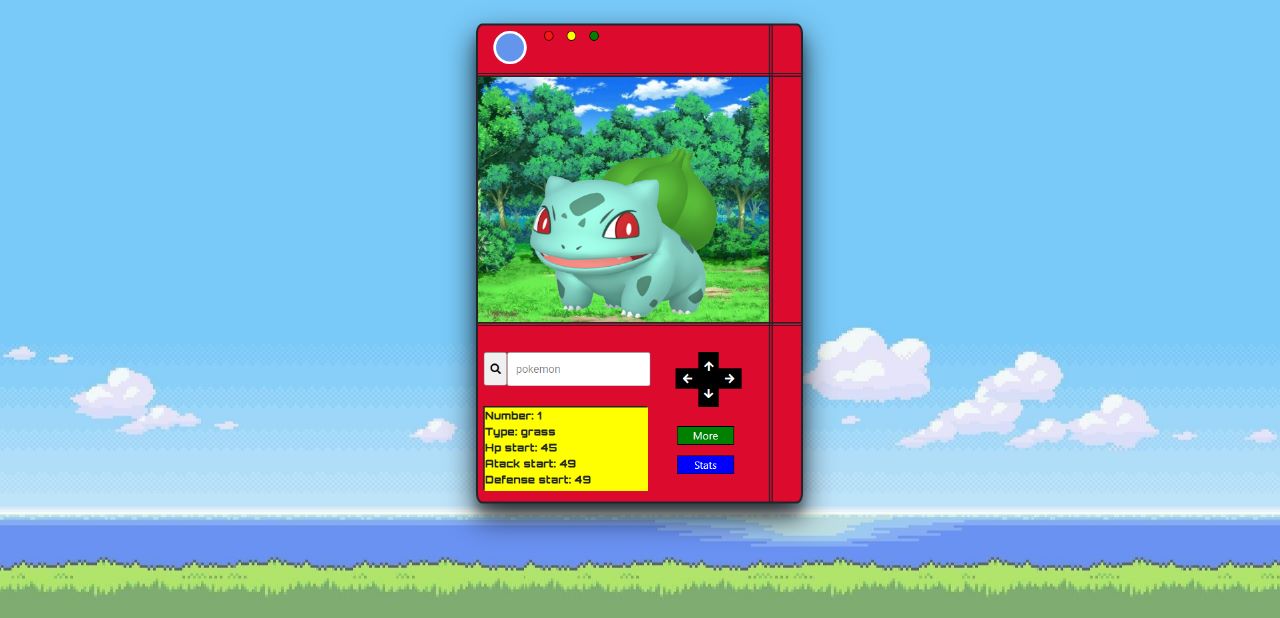 pokemon
Number: 1
Type: grass
Hp start: 45
Atack start: 49
Defense start: 49
More
Stats